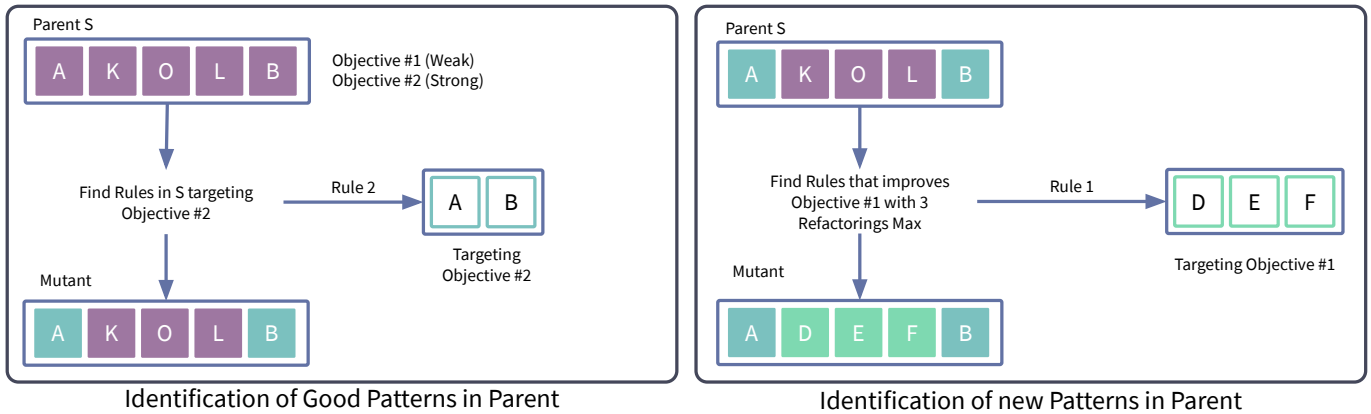 Parent S
A K O L B
Objective #1 (Weak)
Objective #2 (Strong)
Find Rules in S targeting
Objective #2
Rule 2
A B
Targeting
Objective #2
Mutant
A K O L B
Identification of Good Patterns in Parent
Parent S
A K O L B
Find Rules that improves
Objective #1 with 3
Refactorings Max
Rule 1
D E F
Targeting Objective #1
Mutant
A D E F B
Identification of new Patterns in Parent